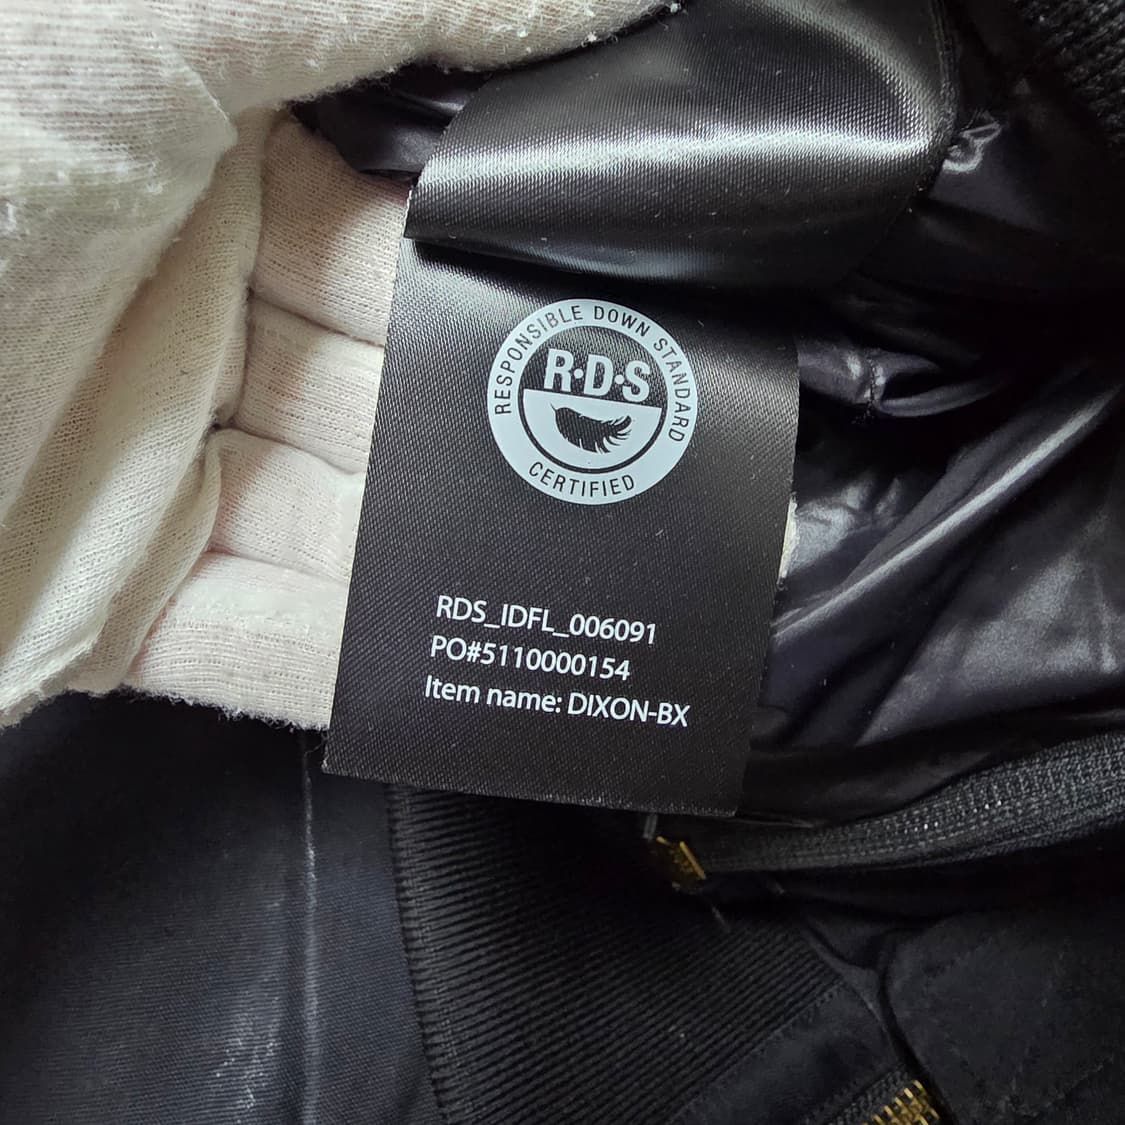 RESPONSIBLE DOWN STANDARD
R·D·S
CERTIFIED
RDS_IDFL_006091
PO#5110000154
Item name: DIXON-BX